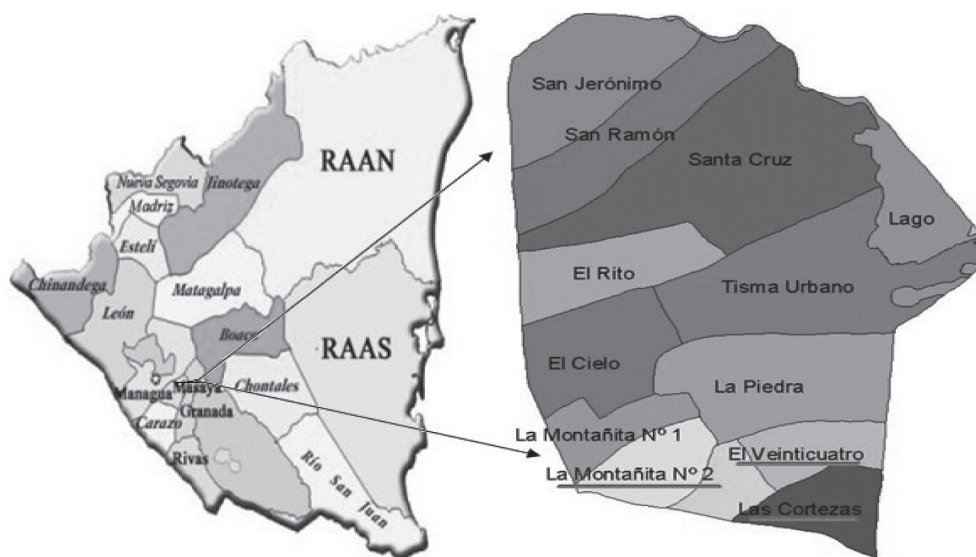 RAAN
Nueva Segovia
Jinotega
Madriz
Estelí
Chinandega
León
Matagalpa
Boaco
RAAS
Managua
Masaya
Chontales
Granada
Carazo
Rivas
Río San Juan
San Jerónimo
San Ramón
Santa Cruz
Lago
El Rito
Tisma Urbano
El Cielo
La Piedra
La Montañita Nº 1
El Veinticuatro
La Montañita Nº 2
Las Cortezas